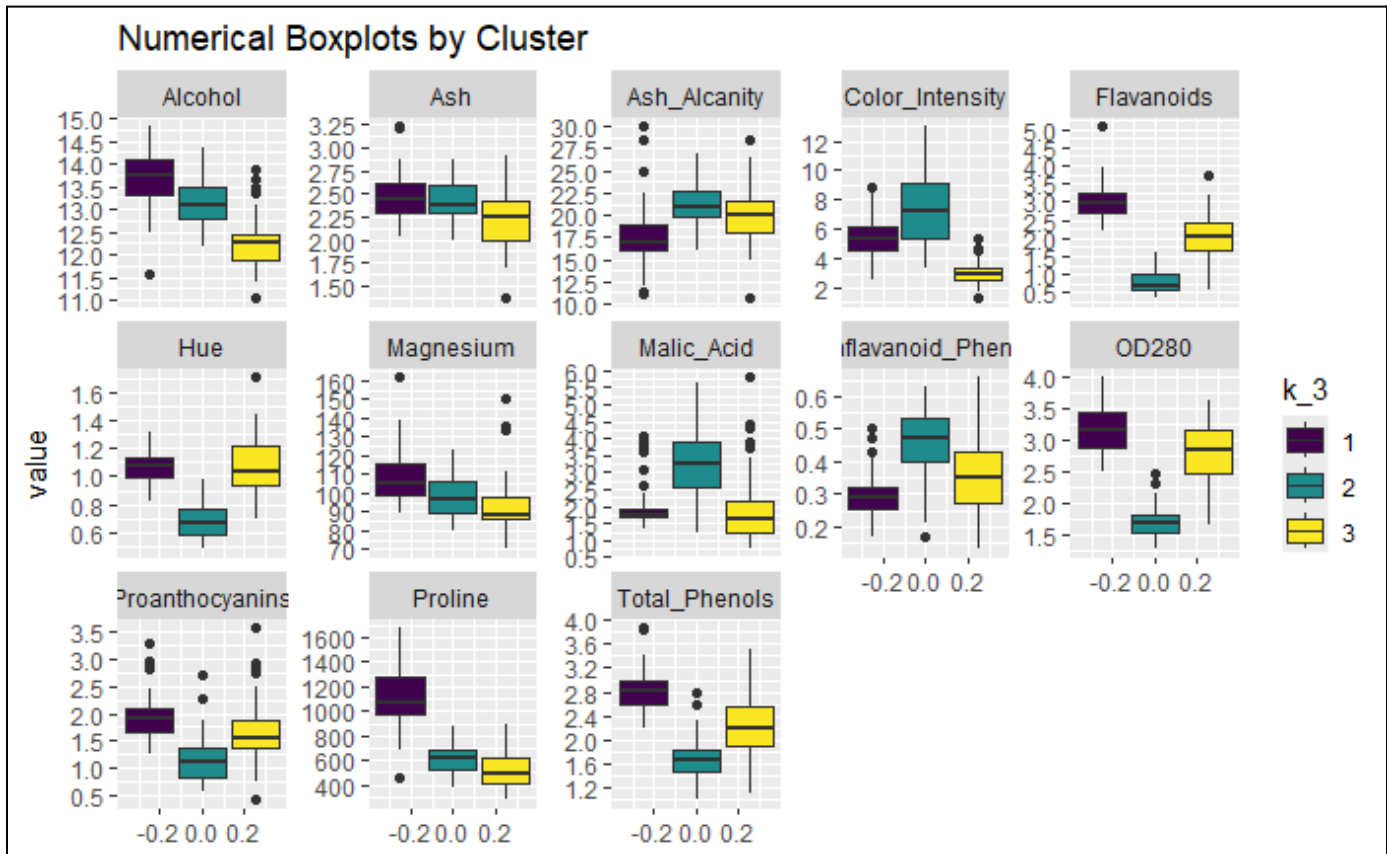 Numerical Boxplots by Cluster
Alcohol Ash Ash_Alcanity Color_Intensity Flavanoids
15.0 14.5 14.0 13.5 13.0 12.5 12.0 11.5 11.0
3.25 3.00 2.75 2.50 2.25 2.00 1.75 1.50
30.0 27.5 25.0 22.5 20.0 17.5 15.0 12.5 10.0
12 10 8 6 4 2
5.0 4.5 4.0 3.5 3.0 2.5 2.0 1.5 1.0 0.5
Hue Magnesium Malic_Acid nflavanoid_Phen OD280
1.6 1.4 1.2 1.0 0.8 0.6
160 150 140 130 120 110 100 90 80 70
6.0 5.5 5.0 4.5 4.0 3.5 3.0 2.5 2.0 1.5 1.0 0.5
0.6 0.5 0.4 0.3 0.2
4.0 3.5 3.0 2.5 2.0 1.5
-0.2 0.0 0.2 -0.2 0.0 0.2
Proanthocyanins Proline Total_Phenols
3.5 3.0 2.5 2.0 1.5 1.0 0.5
1600 1400 1200 1000 800 600 400
4.0 3.6 3.2 2.8 2.4 2.0 1.6 1.2
-0.2 0.0 0.2 -0.2 0.0 0.2 -0.2 0.0 0.2
value
k_3
1
2
3